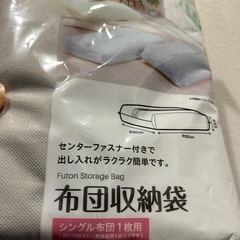 センターファスナー付きで
出し入れがラクラク簡単です。
Futon Storage Bag
布団収納袋
シングル布団1枚用